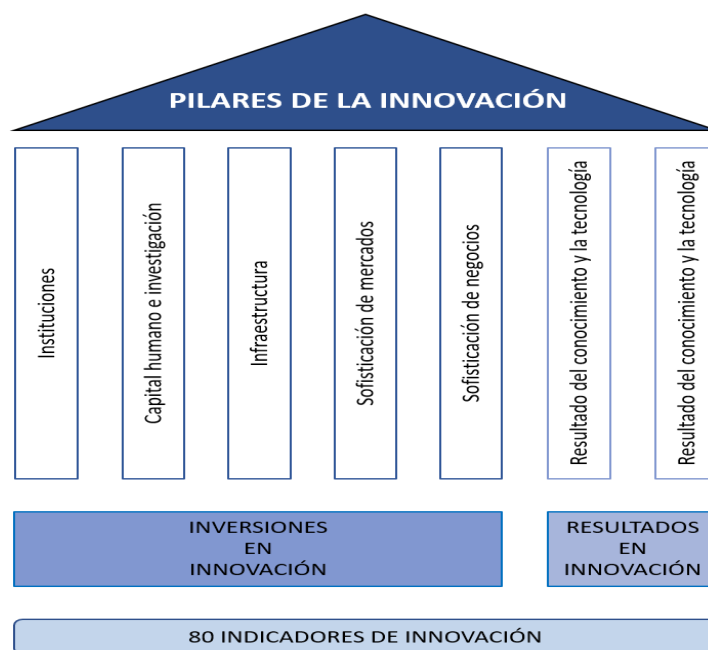 PILARES DE LA INNOVACIÓN
Instituciones
Capital humano e investigación
Infraestructura
Sofisticación de mercados
Sofisticación de negocios
Resultado del conocimiento y la tecnología
Resultado del conocimiento y la tecnología
INVERSIONES
EN
INNOVACIÓN
RESULTADOS
EN
INNOVACIÓN
80 INDICADORES DE INNOVACIÓN